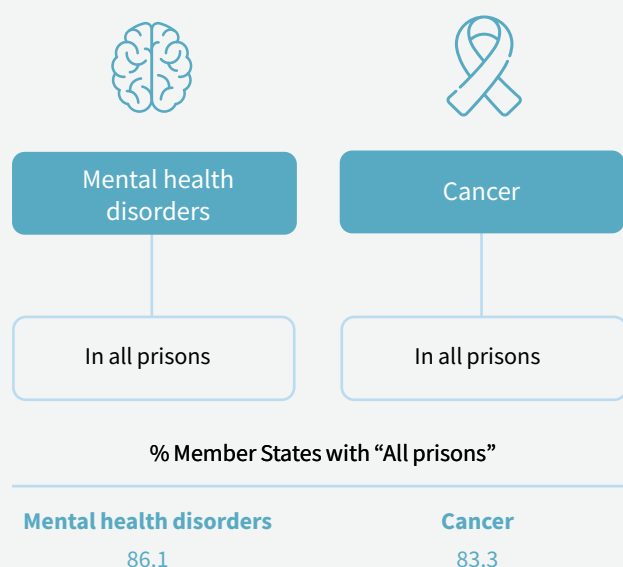 Mental health
disorders
Cancer
In all prisons
In all prisons
% Member States with “All prisons”
Mental health disorders
Cancer
86.1
83.3